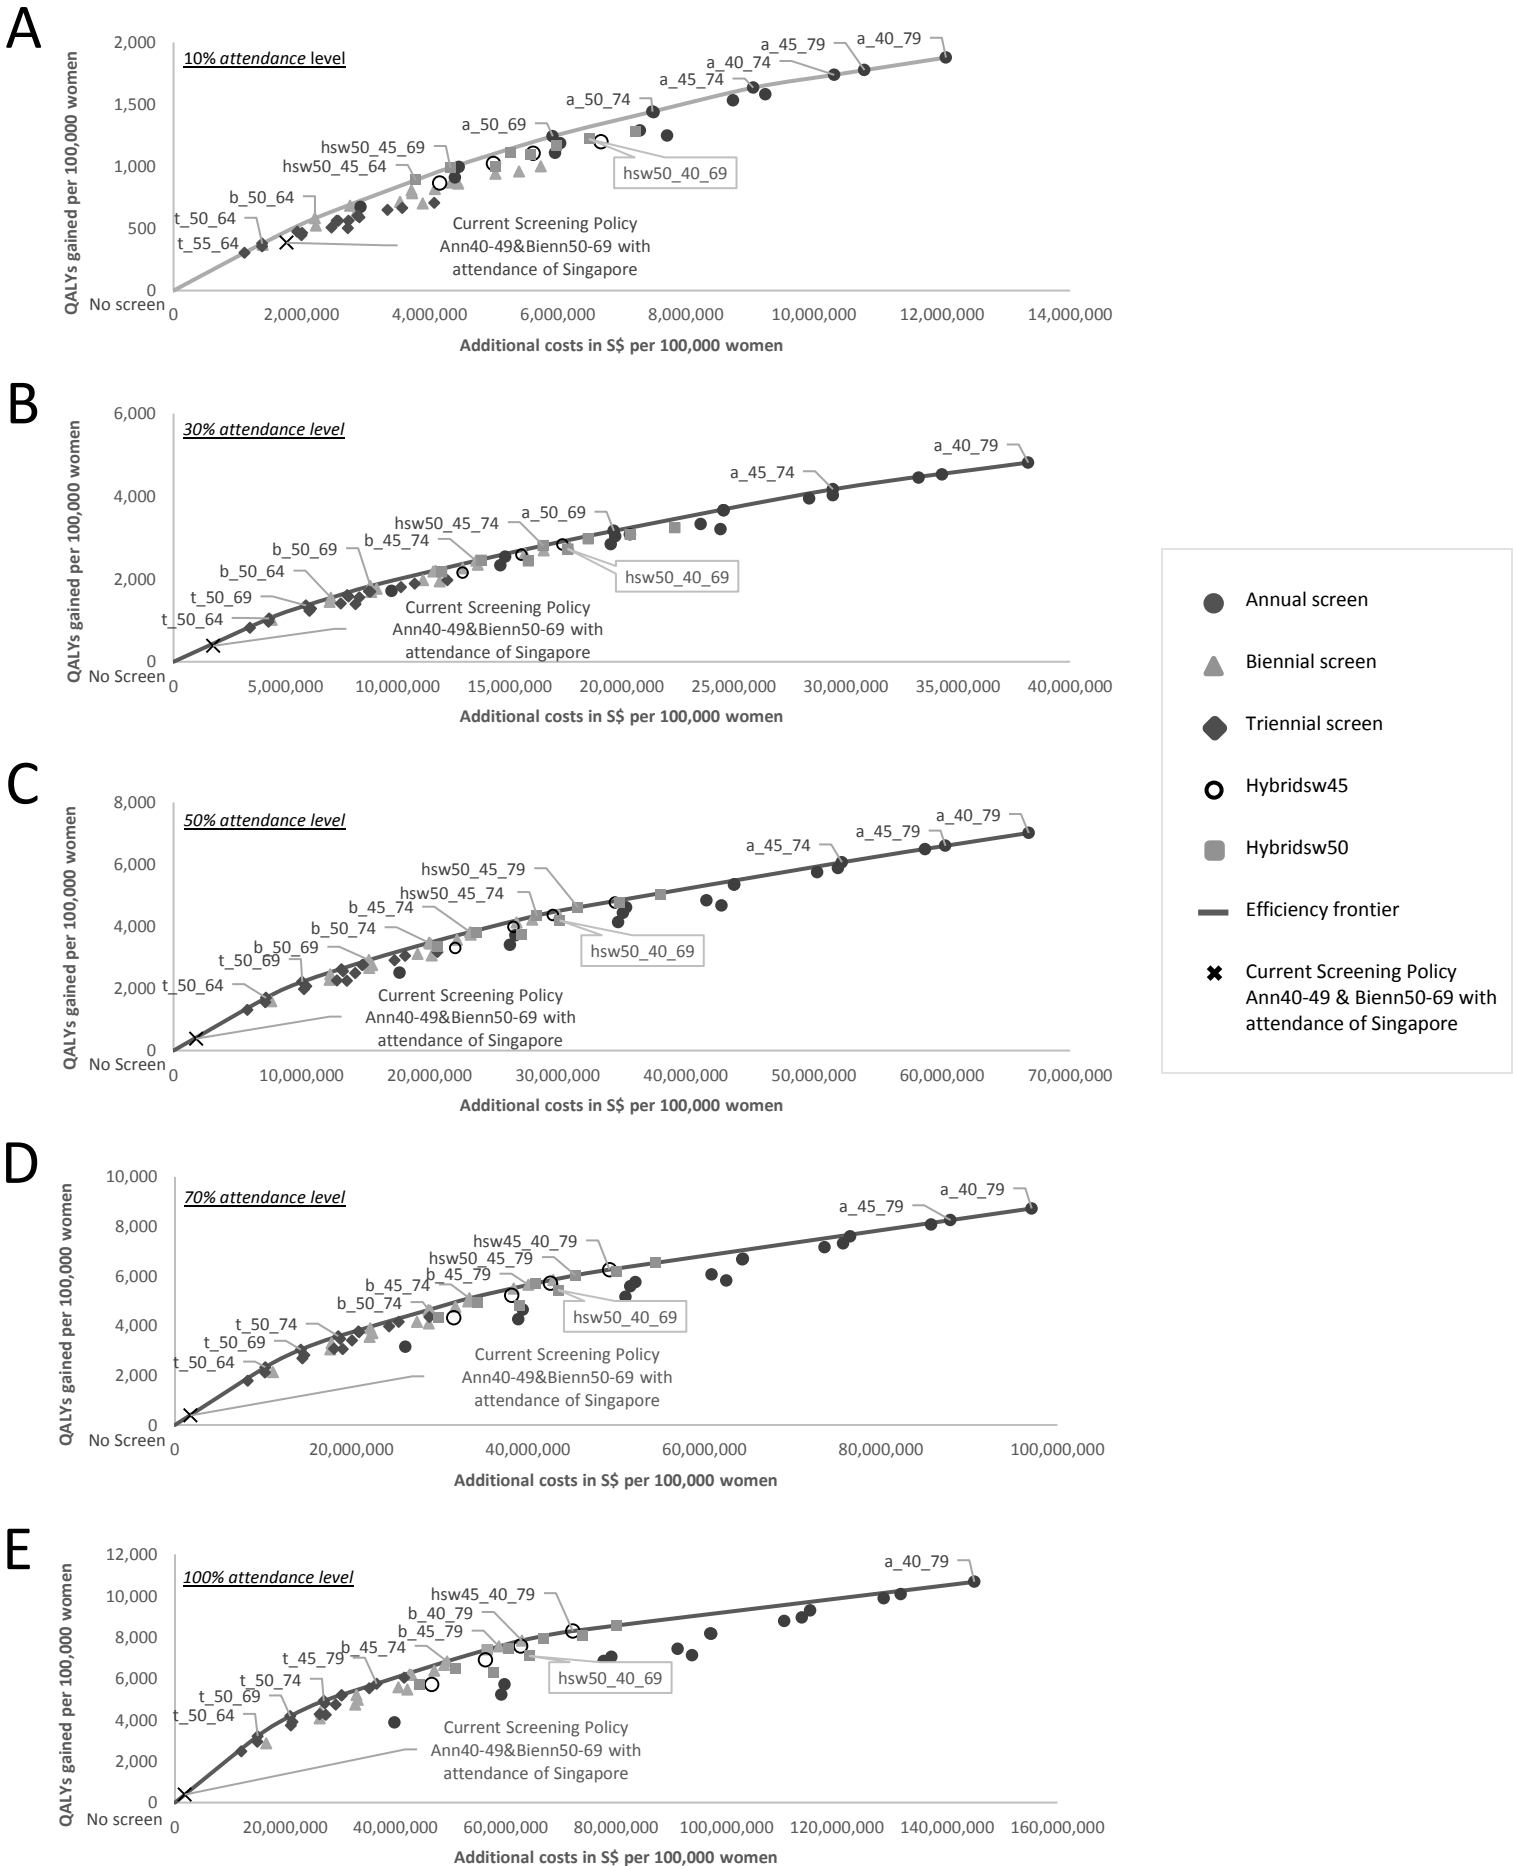 A
QALYs gained per 100,000 women
2,000
1,500
1,000
500
0
10% attendance level
a_40_79
a_45_79
a_40_74
a_45_74
a_50_74
a_50_69
hsw50_45_69
hsw50_45_64
b_50_64
t_50_64
t_55_64
hsw50_40_69
Current Screening Policy
Ann40-49&Bienn50-69 with
attendance of Singapore
No screen
0
2,000,000
4,000,000
6,000,000
8,000,000
10,000,000
12,000,000
14,000,000
Additional costs in S$ per 100,000 women
B
QALYs gained per 100,000 women
6,000
4,000
2,000
0
30% attendance level
a_40_79
a_45_74
a_50_69
hsw50_45_74
b_45_74
b_50_69
b_50_64
t_50_69
t_50_64
hsw50_40_69
Current Screening Policy
Ann40-49&Bienn50-69 with
attendance of Singapore
No Screen
0
5,000,000
10,000,000
15,000,000
20,000,000
25,000,000
30,000,000
35,000,000
40,000,000
Additional costs in S$ per 100,000 women
C
QALYs gained per 100,000 women
8,000
6,000
4,000
2,000
0
50% attendance level
a_40_79
a_45_79
a_45_74
hsw50_45_79
hsw50_45_74
b_45_74
b_50_74
b_50_69
t_50_69
t_50_64
hsw50_40_69
Current Screening Policy
Ann40-49&Bienn50-69 with
attendance of Singapore
No Screen
0
10,000,000
20,000,000
30,000,000
40,000,000
50,000,000
60,000,000
70,000,000
Additional costs in S$ per 100,000 women
D
QALYs gained per 100,000 women
10,000
8,000
6,000
4,000
2,000
0
70% attendance level
a_40_79
a_45_79
hsw45_40_79
hsw50_45_79
b_45_79
b_45_74
b_50_74
t_50_74
t_50_69
t_50_64
hsw50_40_69
Current Screening Policy
Ann40-49&Bienn50-69 with
attendance of Singapore
No Screen
0
20,000,000
40,000,000
60,000,000
80,000,000
100,000,000
Additional costs in S$ per 100,000 women
E
QALYs gained per 100,000 women
12,000
10,000
8,000
6,000
4,000
2,000
0
100% attendance level
a_40_79
hsw45_40_79
b_40_79
b_45_79
b_45_74
t_45_79
t_50_74
t_50_69
t_50_64
hsw50_40_69
Current Screening Policy
Ann40-49&Bienn50-69 with
attendance of Singapore
No screen
0
20,000,000
40,000,000
60,000,000
80,000,000
100,000,000
120,000,000
140,000,000
160,000,000
Additional costs in S$ per 100,000 women
Annual screen
Biennial screen
Triennial screen
Hybridsw45
Hybridsw50
Efficiency frontier
Current Screening Policy
Ann40-49 & Bienn50-69 with
attendance of Singapore